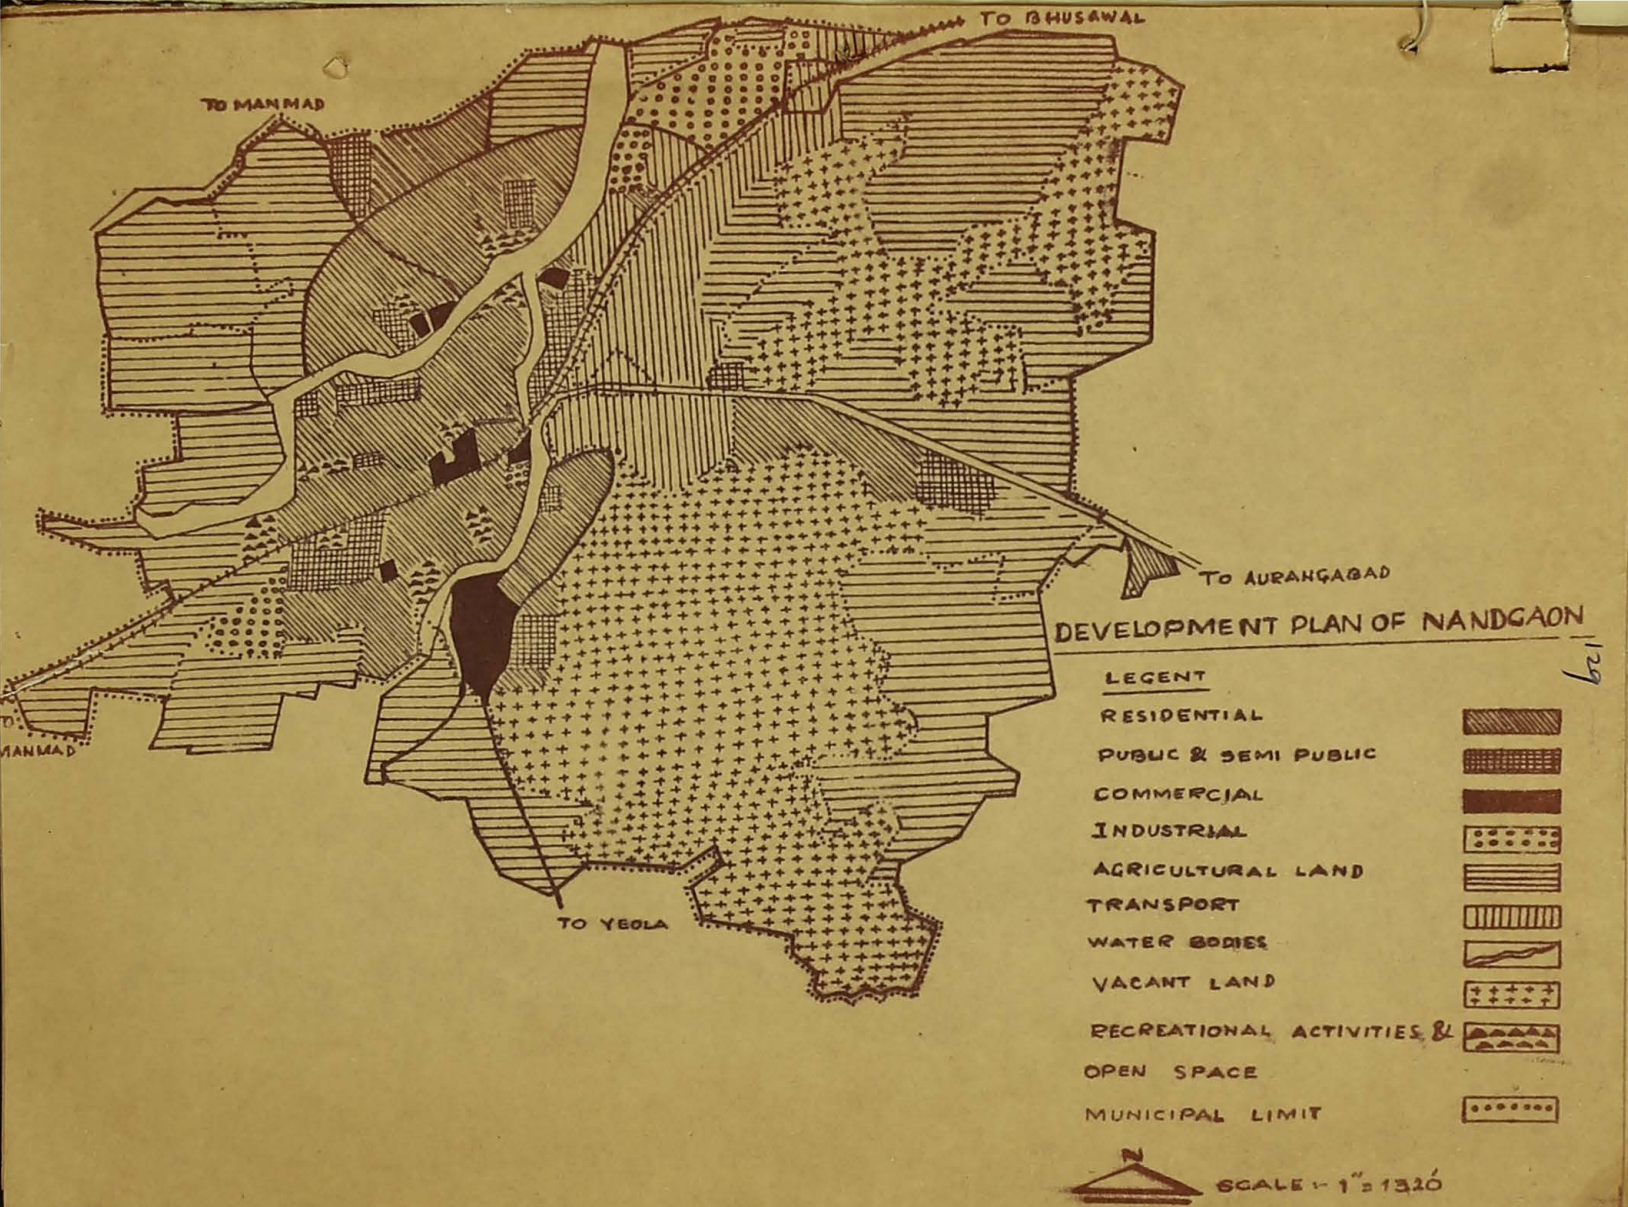 TO BHUSAWAL
TO MANMAD
TO AURANGABAD
DEVELOPMENT PLAN OF NANDGAON
129
LEGENT
RESIDENTIAL
PUBLIC & SEMI PUBLIC
COMMERCIAL
INDUSTRIAL
AGRICULTURAL LAND
TRANSPORT
WATER BODIES
VACANT LAND
RECREATIONAL ACTIVITIES &
OPEN SPACE
MUNICIPAL LIMIT
TO
MANMAD
TO YEOLA
N
SCALE :- 1"= 1320'